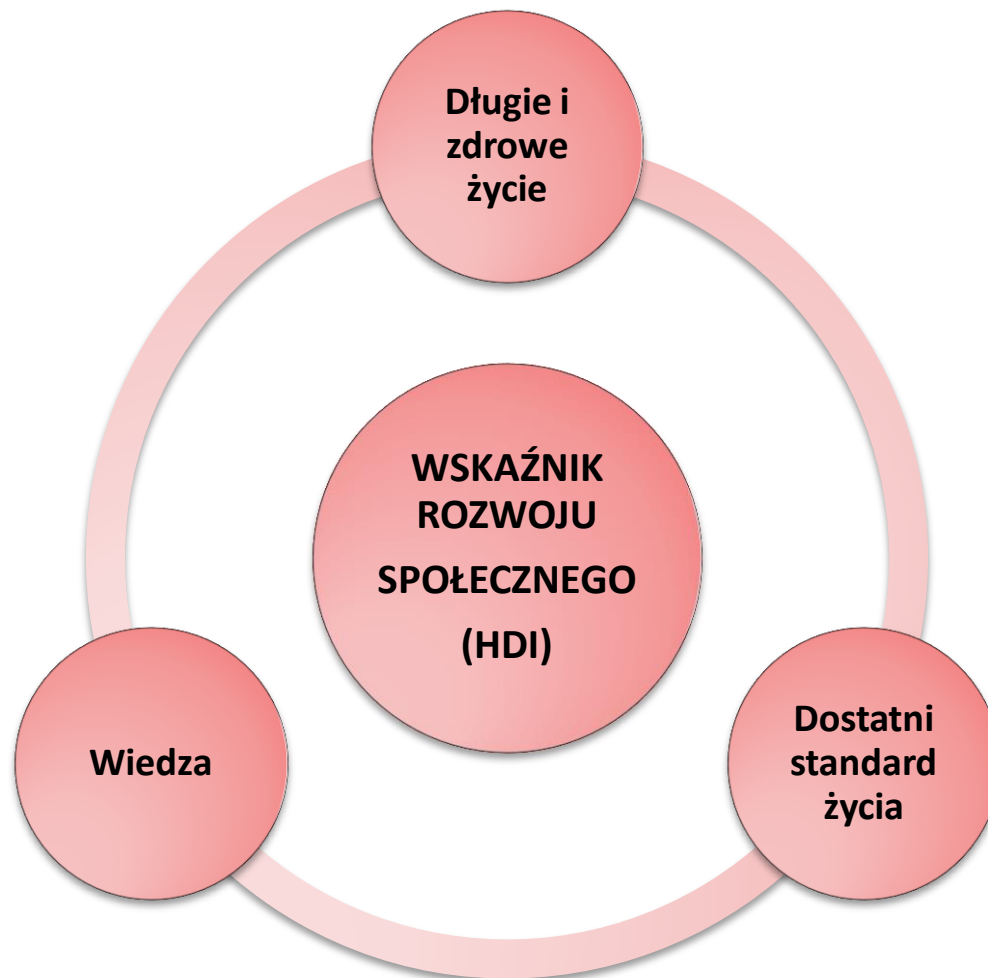 Długie i
zdrowe
życie
WSKAŹNIK
ROZWOJU
SPOŁECZNEGO
(HDI)
Wiedza
Dostatni
standard
życia